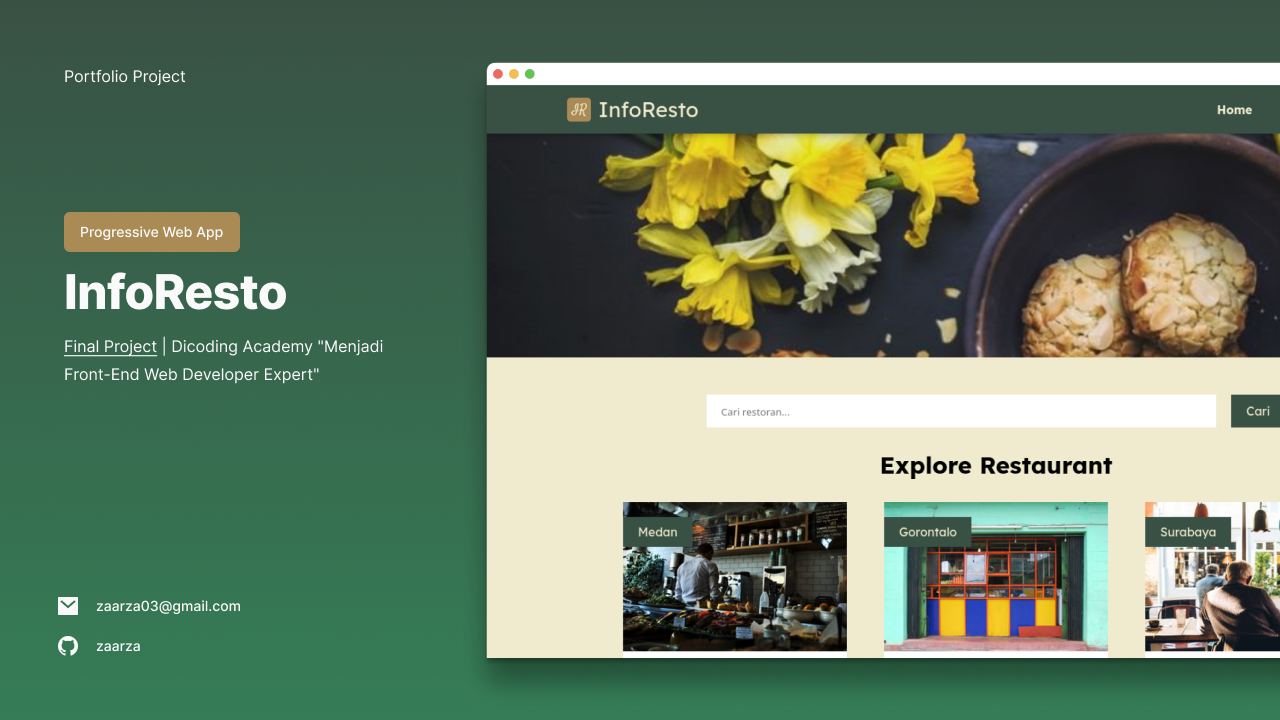 Portfolio Project
Progressive Web App
InfoResto
Final Project | Dicoding Academy "Menjadi
Front-End Web Developer Expert"
zaarza03@gmail.com
zaarza
IR InfoResto
Home
Cari restoran...
Cari
Explore Restaurant
Medan
Gorontalo
Surabaya